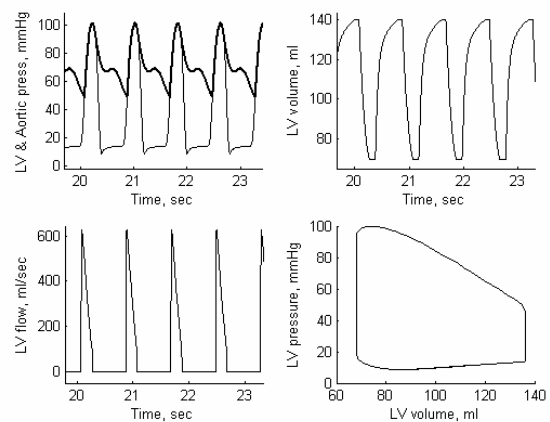 LV & Aortic press, mmHg
100
80
60
40
20
0
20 21 22 23
Time, sec
LV volume, ml
140
120
100
80
20 21 22 23
Time, sec
LV flow, ml/sec
600
400
200
0
20 21 22 23
Time, sec
LV pressure, mmHg
100
80
60
40
20
0
60 80 100 120 140
LV volume, ml